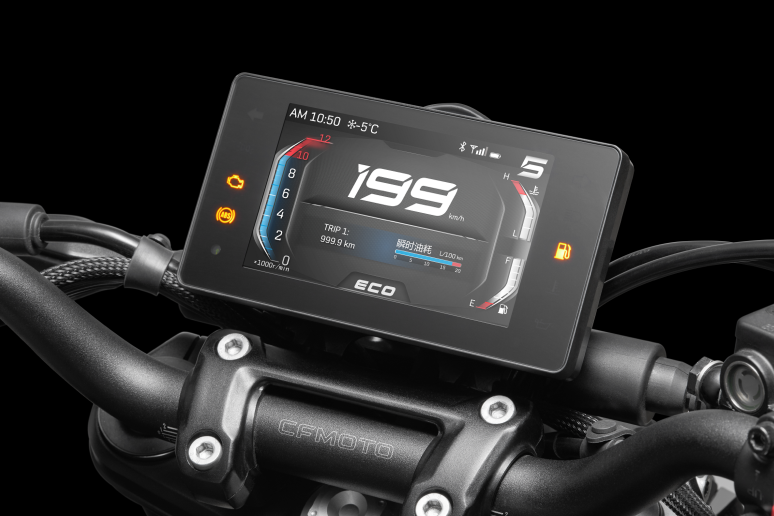 AM 10:50 ❄-5℃
12
10
8
6
4
2
0
×1000r/min
199
km/h
5
H
L
F
E
TRIP 1:
999.9 km
瞬时油耗 L/100 km
0 5 10 15 20
ECO
ABS
CFMOTO